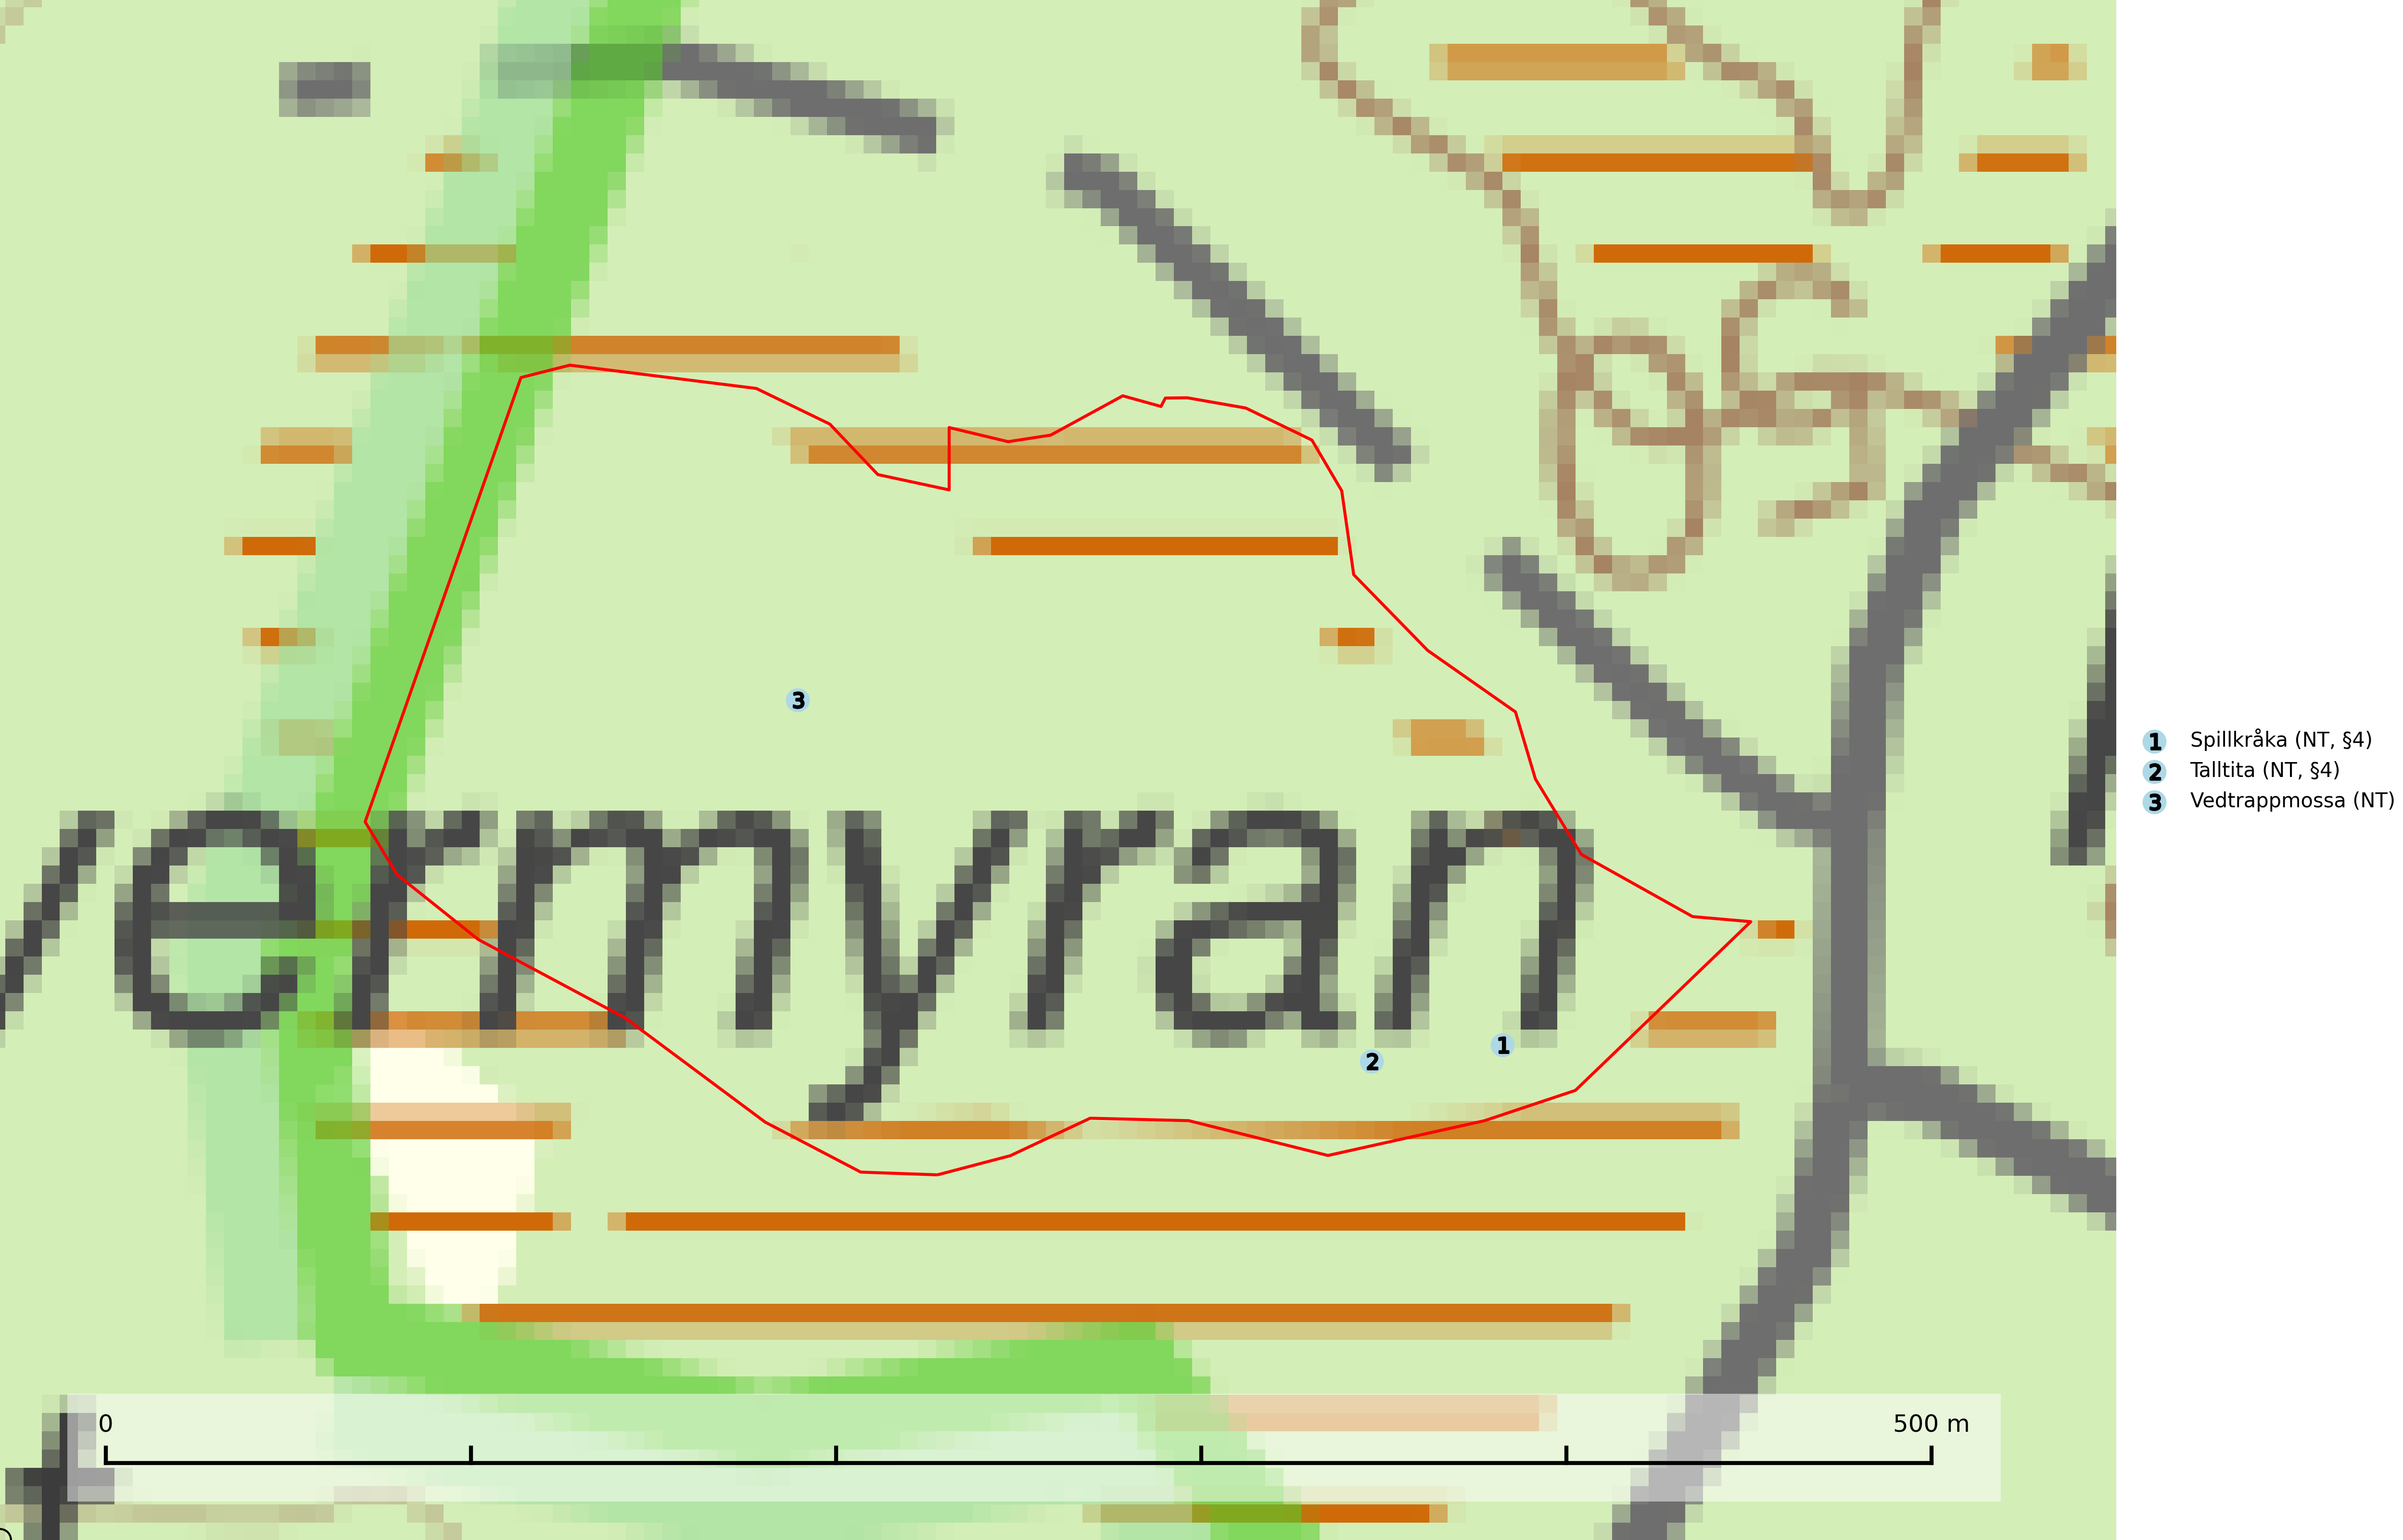 3
ermyran
1
2
0
500 m
1 Spillkråka (NT, §4)
2 Talltita (NT, §4)
3 Vedtrappmossa (NT)